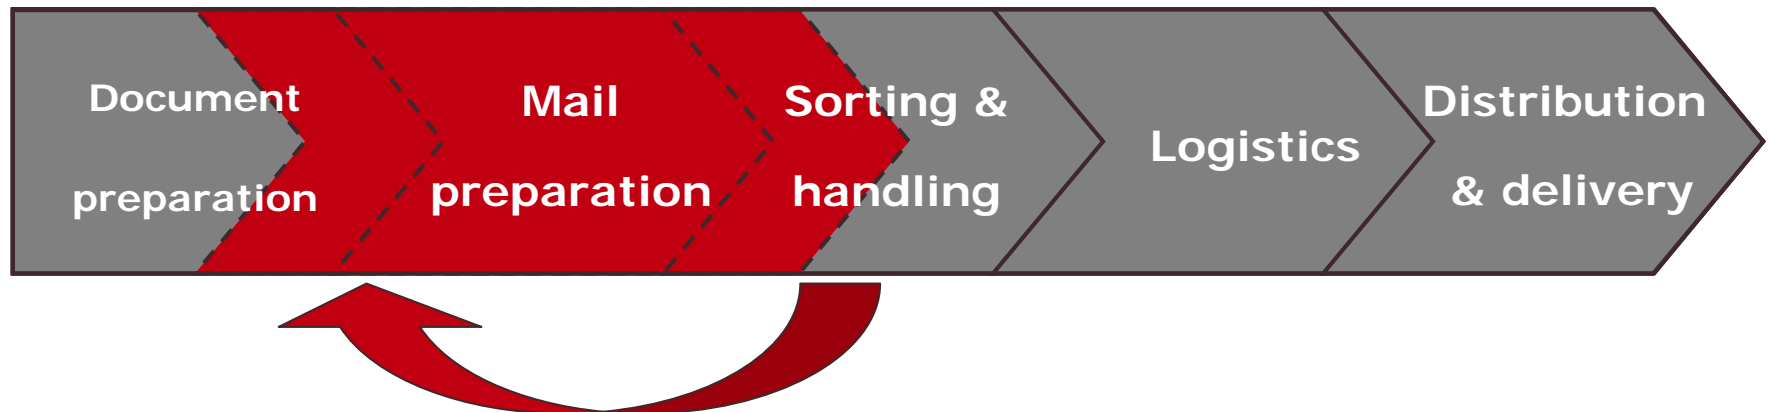 Document
preparation
Mail
preparation
Sorting &
handling
Logistics
Distribution
& delivery